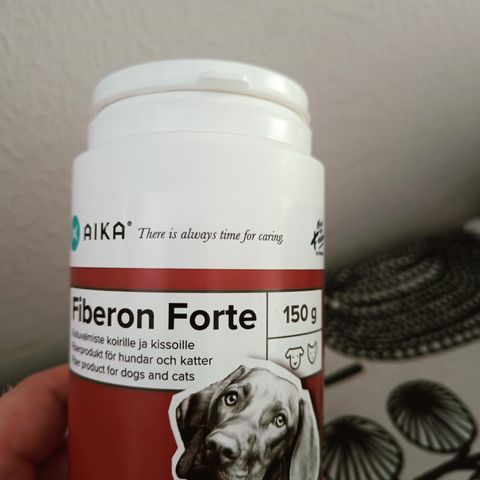 AIKA® There is always time for caring
Fiberon Forte
150 g
Kuituvalmiste koirille ja kissoille
Fiberprodukt för hundar och katter
Fiber product for dogs and cats